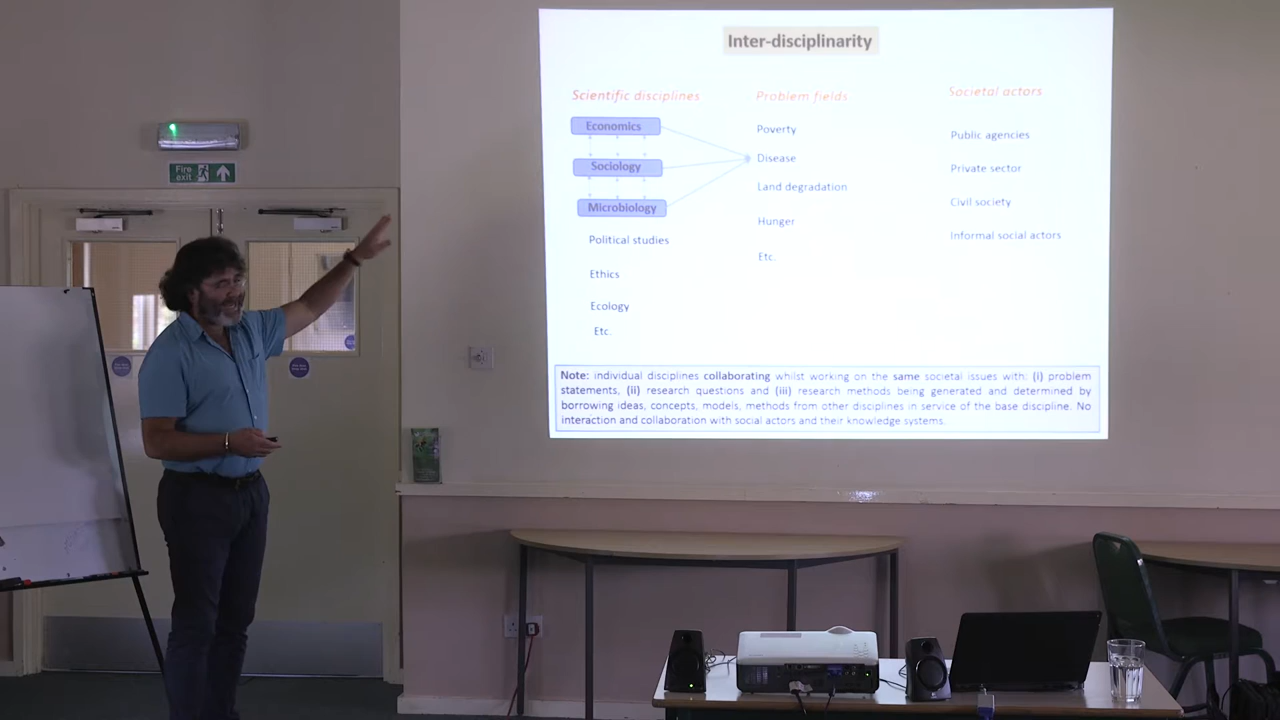 Inter-disciplinarity
Scientific disciplines
Problem fields
Societal actors
Economics
Sociology
Microbiology
Political studies
Ethics
Ecology
Etc.
Poverty
Disease
Land degradation
Hunger
Etc.
Public agencies
Private sector
Civil society
Informal social actors
Note: individual disciplines collaborating whilst working on the same societal issues with: (i) problem
statements, (ii) research questions and (iii) research methods being generated and determined by
borrowing ideas, concepts, models, methods from other disciplines in service of the base discipline. No
interaction and collaboration with social actors and their knowledge systems.
Fire
exit